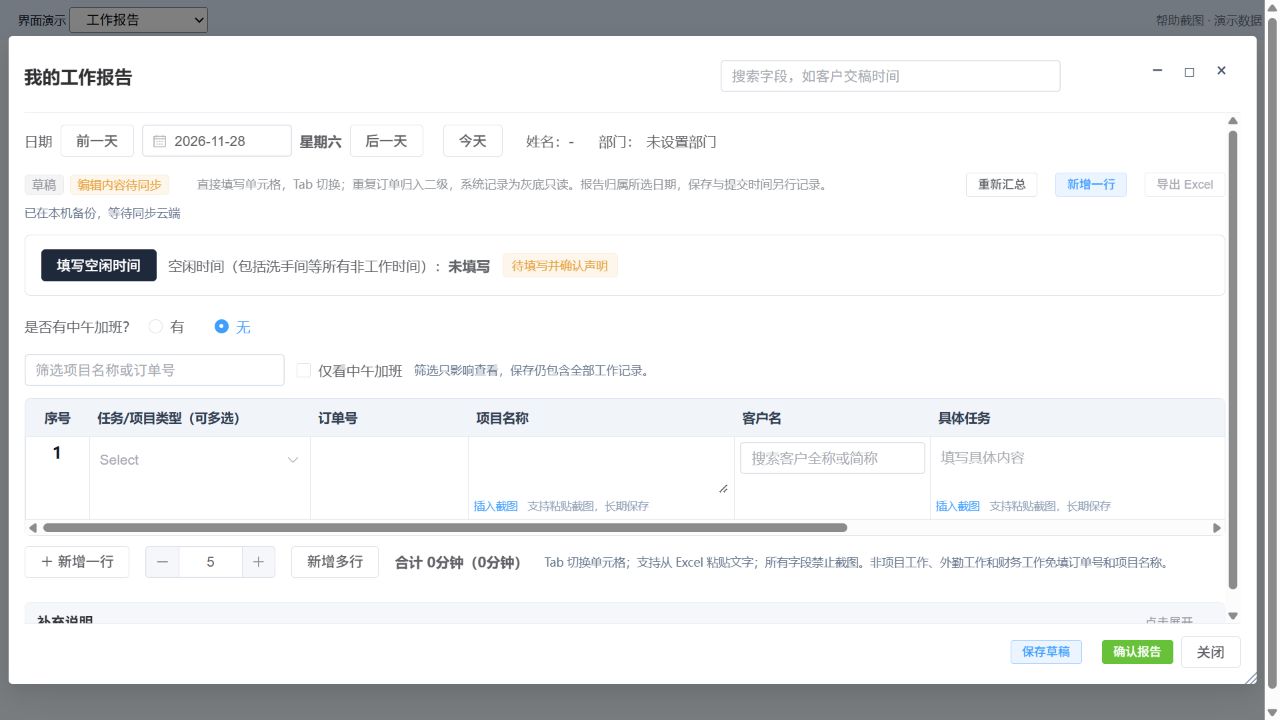 界面演示 工作报告 帮助截图 · 演示数据
我的工作报告 搜索字段，如客户交稿时间
日期 前一天 2026-11-28 星期六 后一天 今天 姓名：- 部门： 未设置部门
草稿 编辑内容待同步 直接填写单元格，Tab 切换；重复订单归入二级，系统记录为灰底只读。报告归属所选日期，保存与提交时间另行记录。 重新汇总 新增一行 导出 Excel
已在本机备份，等待同步云端
填写空闲时间 空闲时间（包括洗手间等所有非工作时间）：未填写 待填写并确认声明
是否有中午加班? 有 无
筛选项目名称或订单号 仅看中午加班 筛选只影响查看，保存仍包含全部工作记录。
序号 任务/项目类型（可多选） 订单号 项目名称 客户名 具体任务
1 Select 搜索客户全称或简称 填写具体内容
插入截图 支持粘贴截图，长期保存 插入截图 支持粘贴截图，长期保存
+ 新增一行 − 5 + 新增多行 合计 0分钟（0分钟） Tab 切换单元格；支持从 Excel 粘贴文字；所有字段禁止截图。非项目工作、外勤工作和财务工作免填订单号和项目名称。
补充说明 点击展开
保存草稿 确认报告 关闭